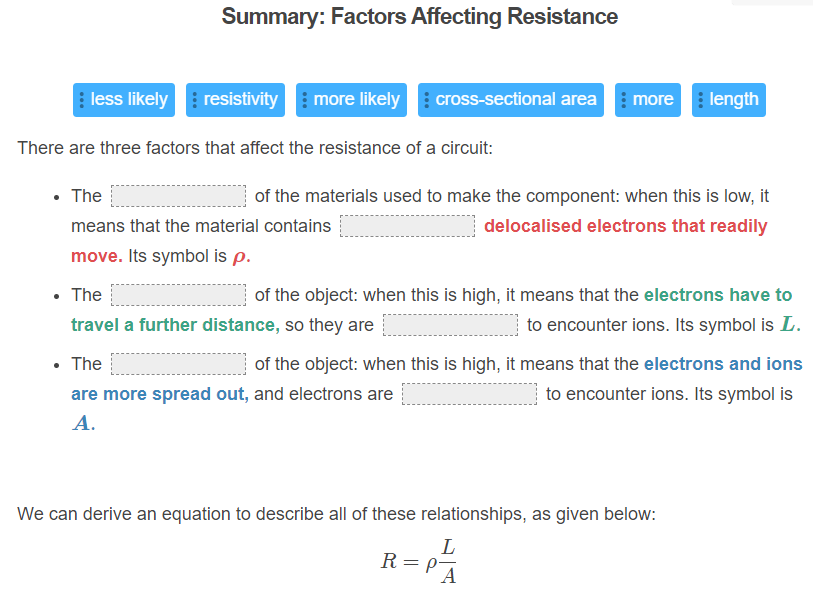 Summary: Factors Affecting Resistance
less likely resistivity more likely cross-sectional area more length
There are three factors that affect the resistance of a circuit:
• The of the materials used to make the component: when this is low, it
means that the material contains delocalised electrons that readily
move. Its symbol is ρ.
• The of the object: when this is high, it means that the electrons have to
travel a further distance, so they are to encounter ions. Its symbol is L.
• The of the object: when this is high, it means that the electrons and ions
are more spread out, and electrons are to encounter ions. Its symbol is
A.
We can derive an equation to describe all of these relationships, as given below:
R = ρ L/A